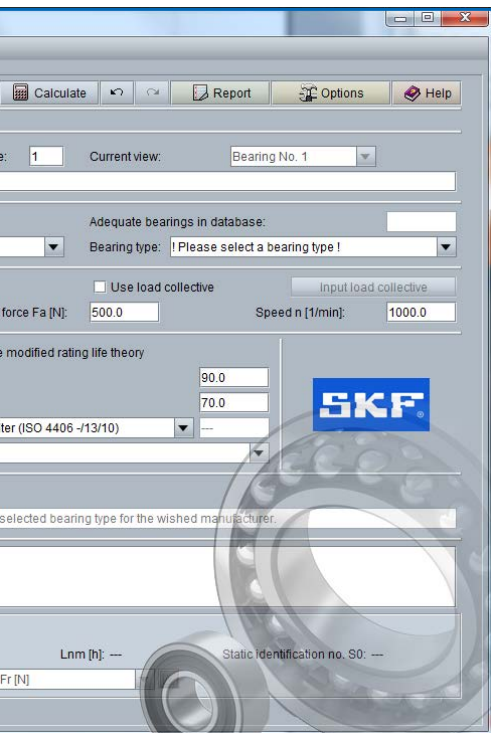 Calculate Report Options Help
e: 1 Current view: Bearing No. 1
Adequate bearings in database:
Bearing type: ! Please select a bearing type !
Use load collective Input load collective
force Fa [N]: 500.0 Speed n [1/min]: 1000.0
e modified rating life theory
90.0
70.0
SKF
ter (ISO 4406 -/13/10) ---
selected bearing type for the wished manufacturer.
Lnm [h]: --- Static identification no. S0: ---
Fr [N]